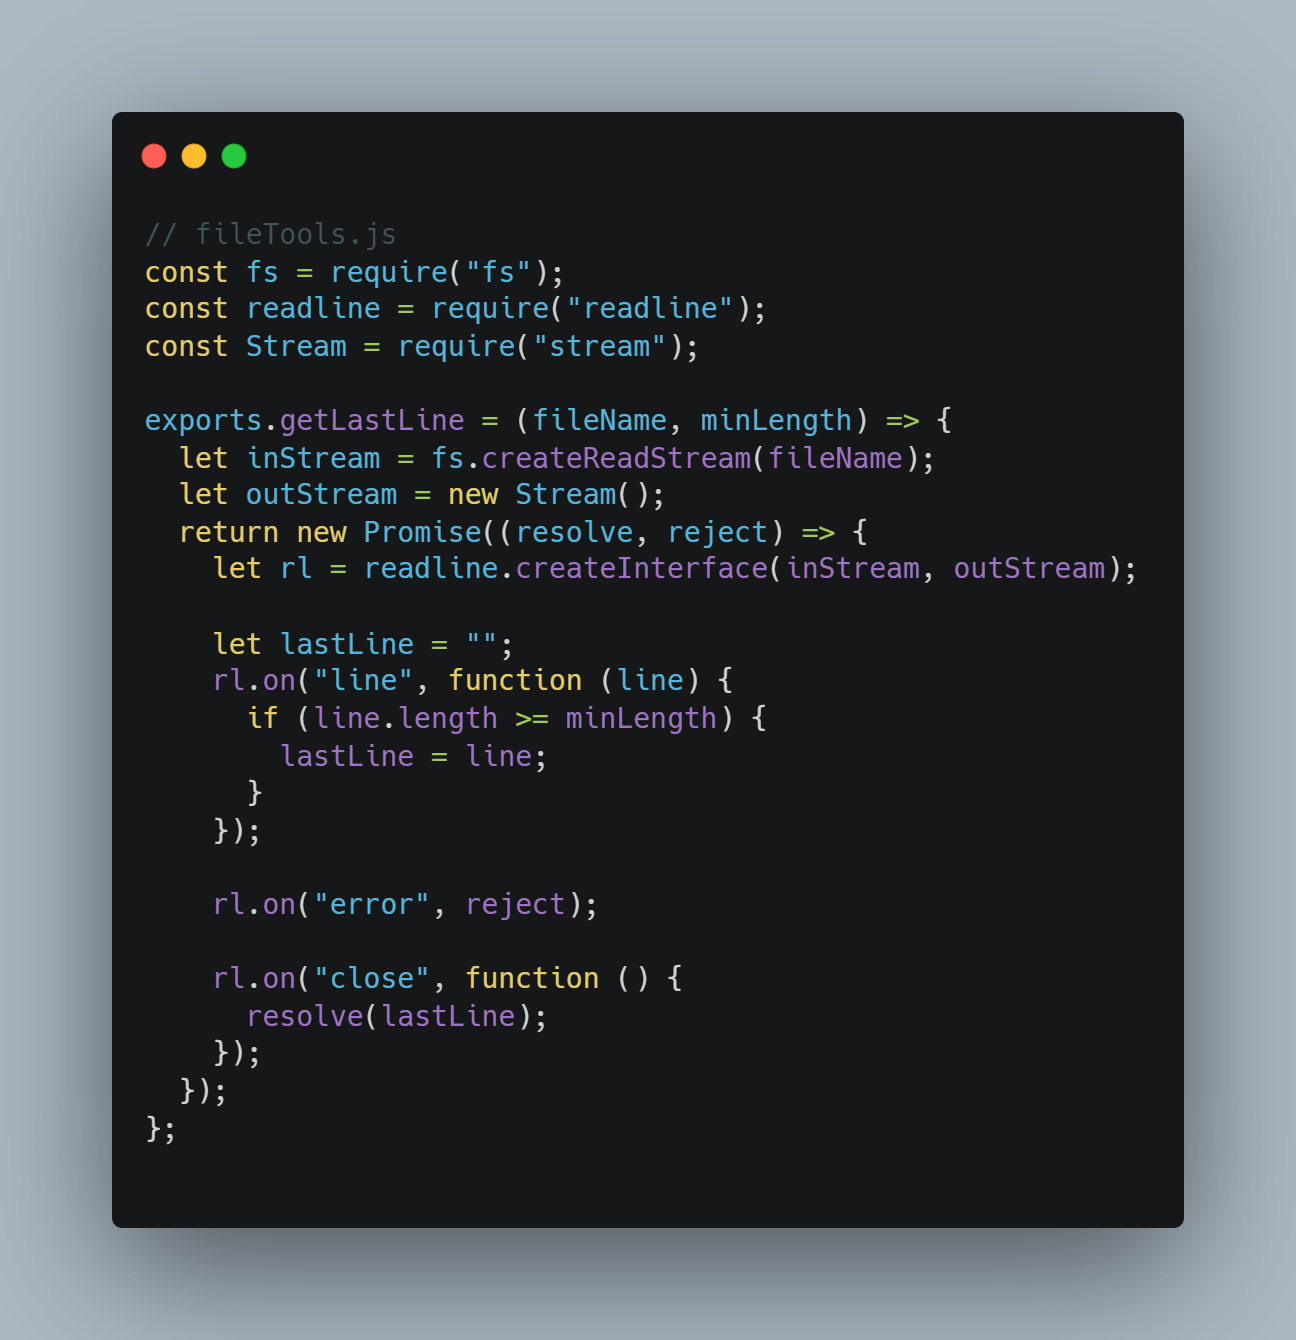 // fileTools.js
const fs = require("fs");
const readline = require("readline");
const Stream = require("stream");

exports.getLastLine = (fileName, minLength) => {
  let inStream = fs.createReadStream(fileName);
  let outStream = new Stream();
  return new Promise((resolve, reject) => {
    let rl = readline.createInterface(inStream, outStream);

    let lastLine = "";
    rl.on("line", function (line) {
      if (line.length >= minLength) {
        lastLine = line;
      }
    });

    rl.on("error", reject);

    rl.on("close", function () {
      resolve(lastLine);
    });
  });
};